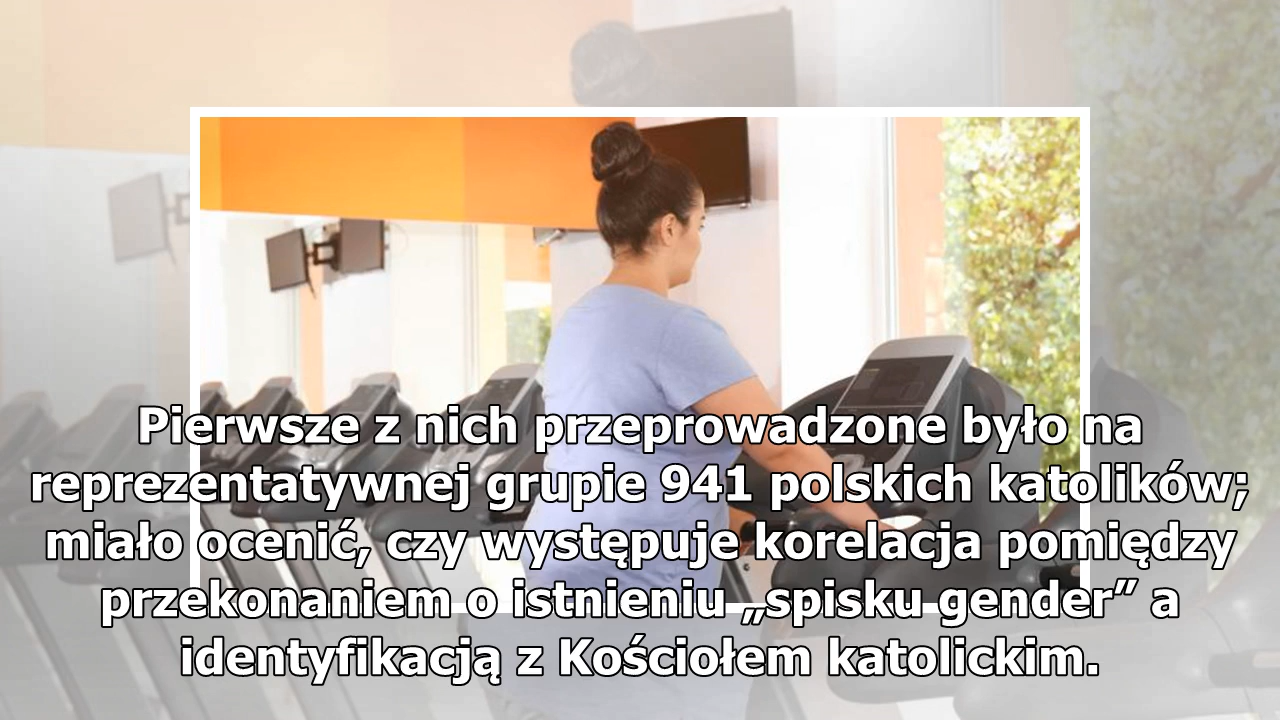 Pierwsze z nich przeprowadzone było na
reprezentatywnej grupie 941 polskich katolików;
miało ocenić, czy występuje korelacja pomiędzy
przekonaniem o istnieniu „spisku gender” a
identyfikacją z Kościołem katolickim.